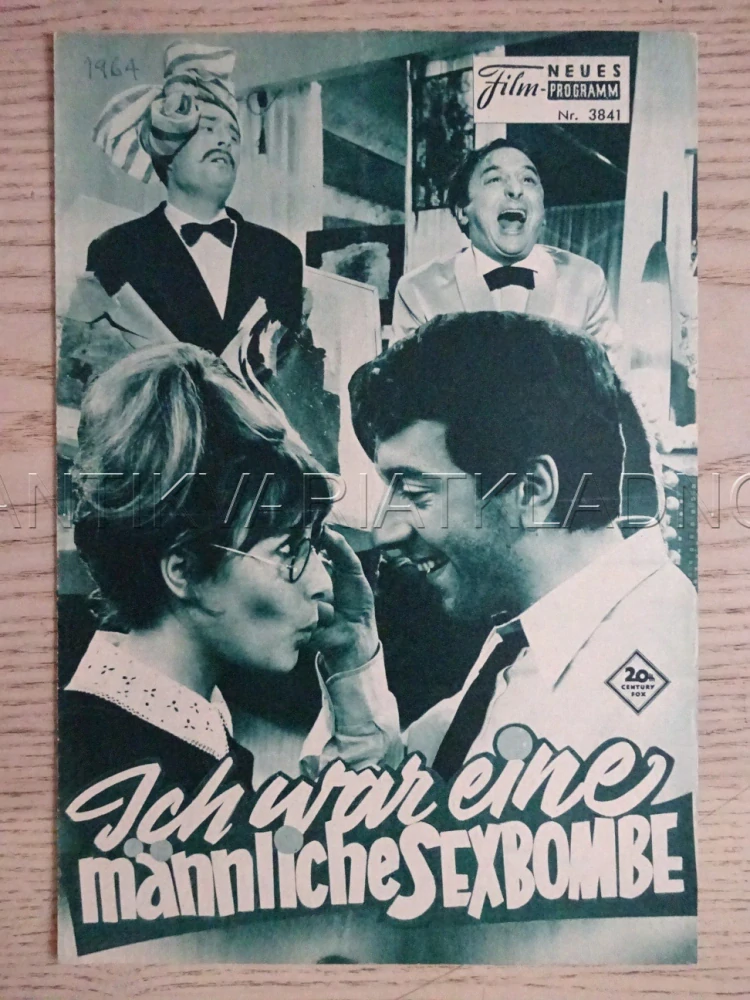 1964
Film-
NEUES
PROGRAMM
Nr. 3841
ANTIKVARIATKLADNO
20th
CENTURY
FOX
Ich war eine
männliche SEXBOMBE